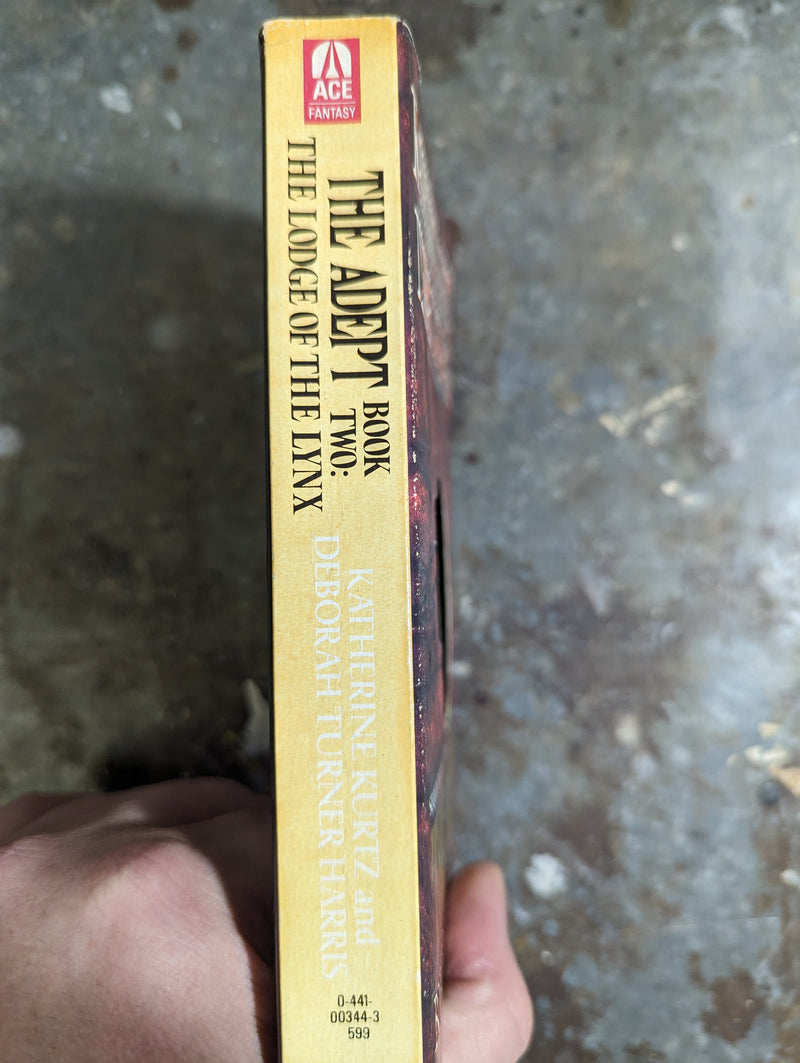 ACE
FANTASY
THE ADEPT BOOK TWO:
THE LODGE OF THE LYNX
KATHERINE KURTZ and
DEBORAH TURNER HARRIS
0-441-
00344-3
599